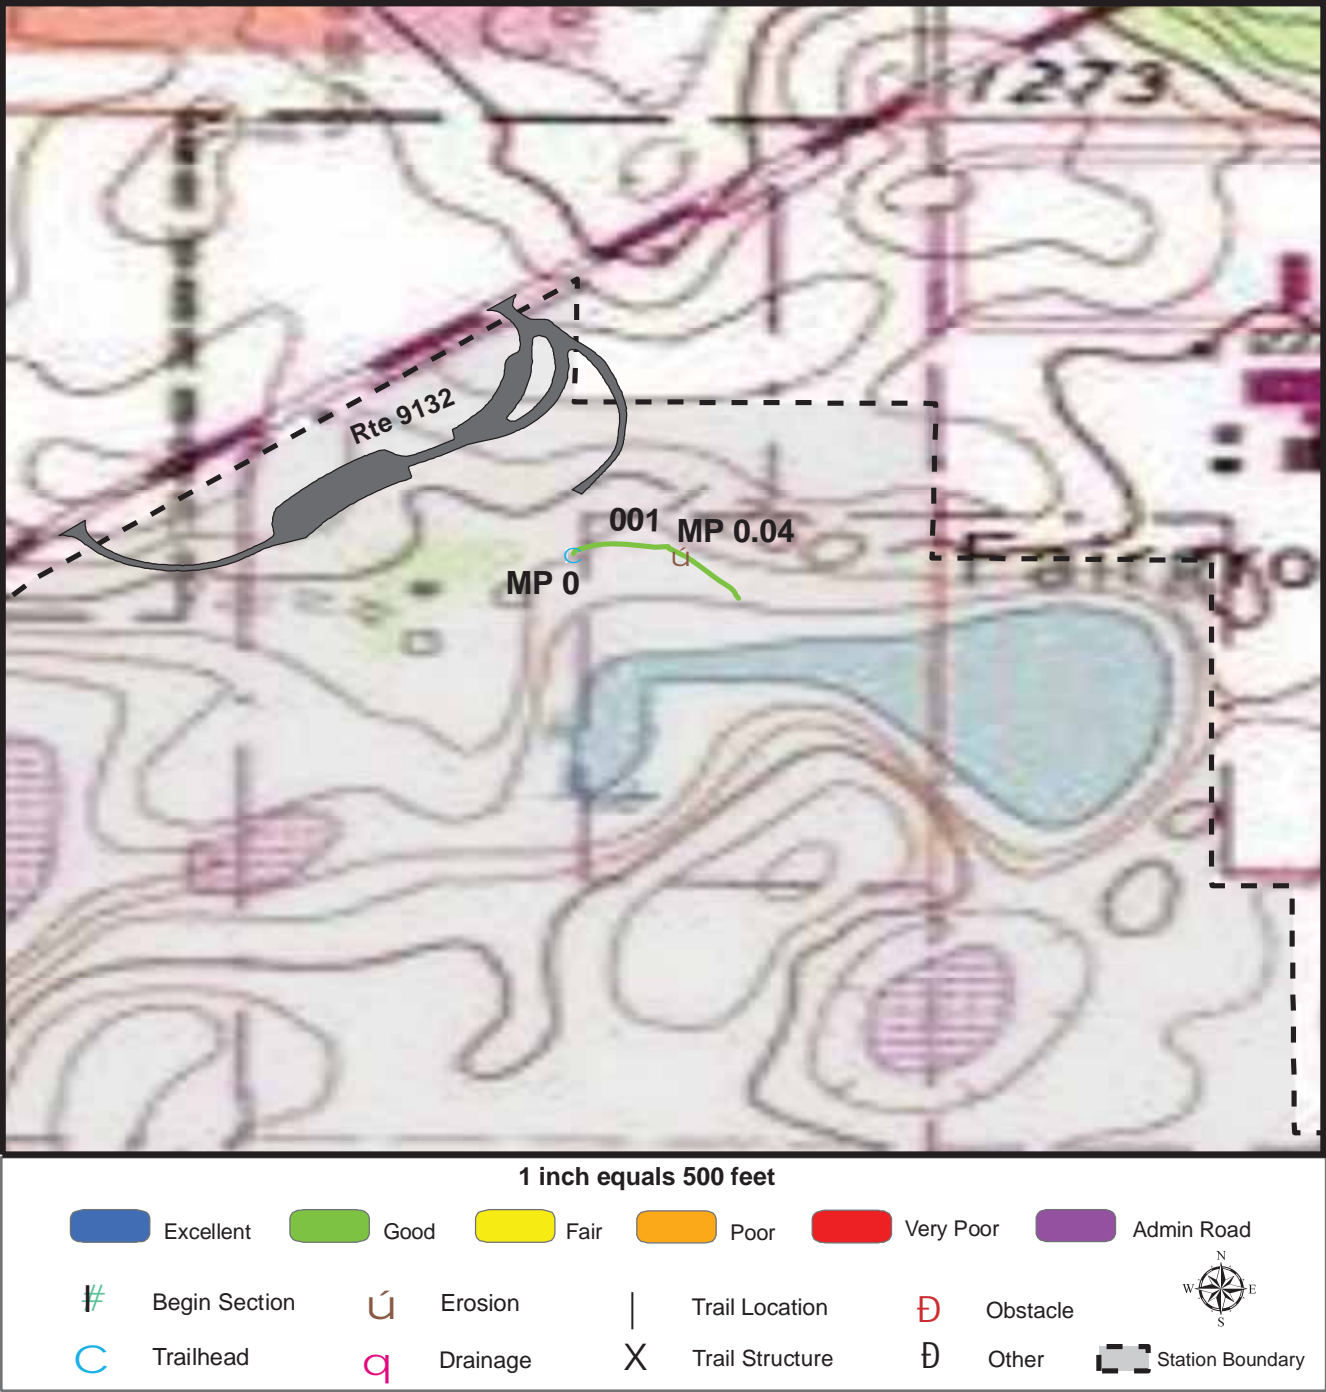 1273
Rte 9132
001
MP 0.04
ú
MP 0
1 inch equals 500 feet
Excellent
Good
Fair
Poor
Very Poor
Admin Road
# Begin Section
ú Erosion
| Trail Location
Đ Obstacle
N
W E
S
C Trailhead
q Drainage
X Trail Structure
Đ Other
Station Boundary